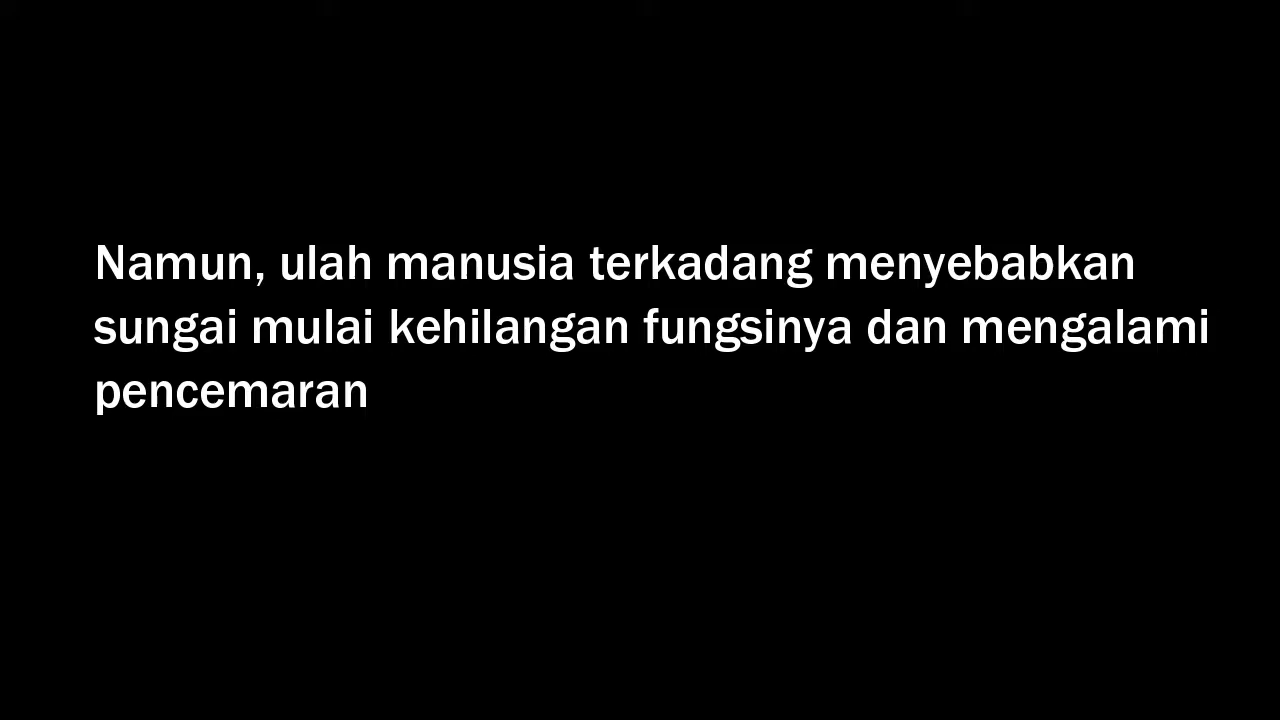 Namun, ulah manusia terkadang menyebabkan
sungai mulai kehilangan fungsinya dan mengalami
pencemaran